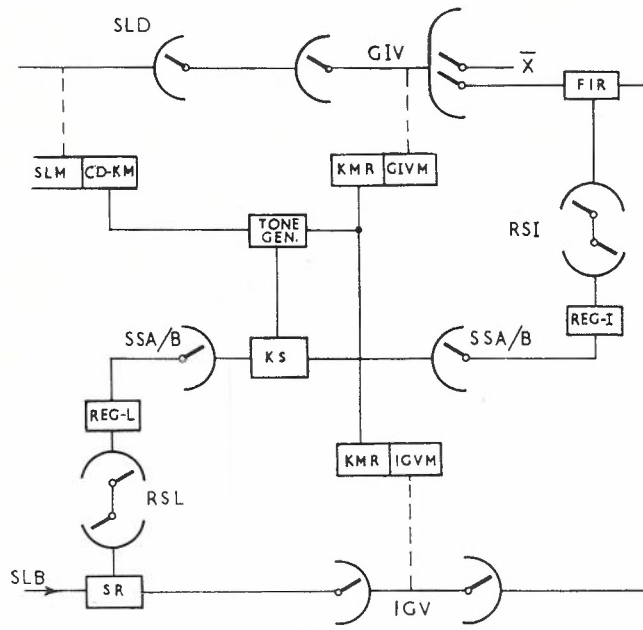 SLD
GIV
X̅
FIR
SLM
CD-KM
KMR
GIVM
TONE
GEN.
RSI
REG-I
SSA/B
KS
SSA/B
REG-L
KMR
IGVM
RSL
SLB
SR
IGV